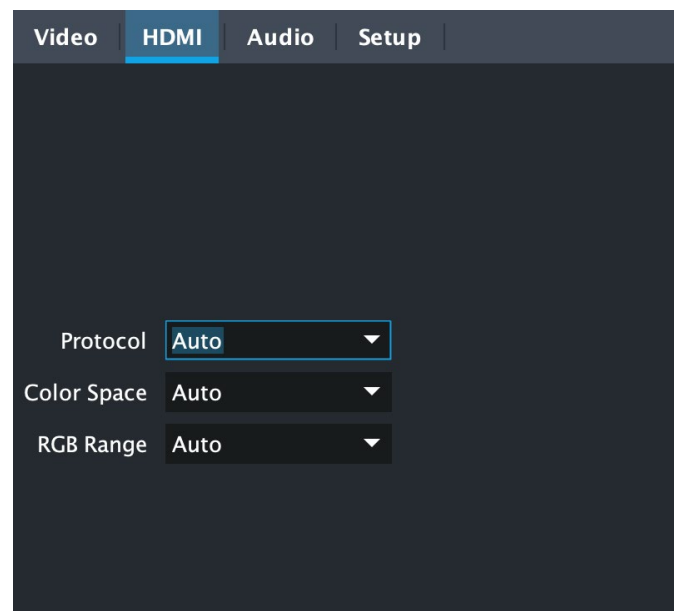 Video HDMI Audio Setup
Protocol Auto
Color Space Auto
RGB Range Auto